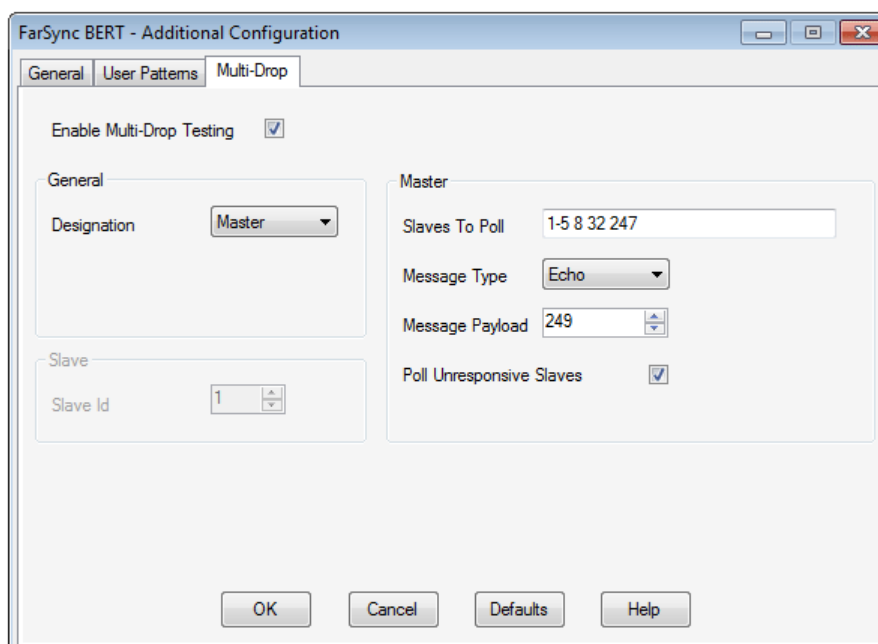 FarSync BERT - Additional Configuration
General User Patterns Multi-Drop
Enable Multi-Drop Testing
General
Designation Master
Slave
Slave Id 1
Master
Slaves To Poll 1-5 8 32 247
Message Type Echo
Message Payload 249
Poll Unresponsive Slaves
OK Cancel Defaults Help